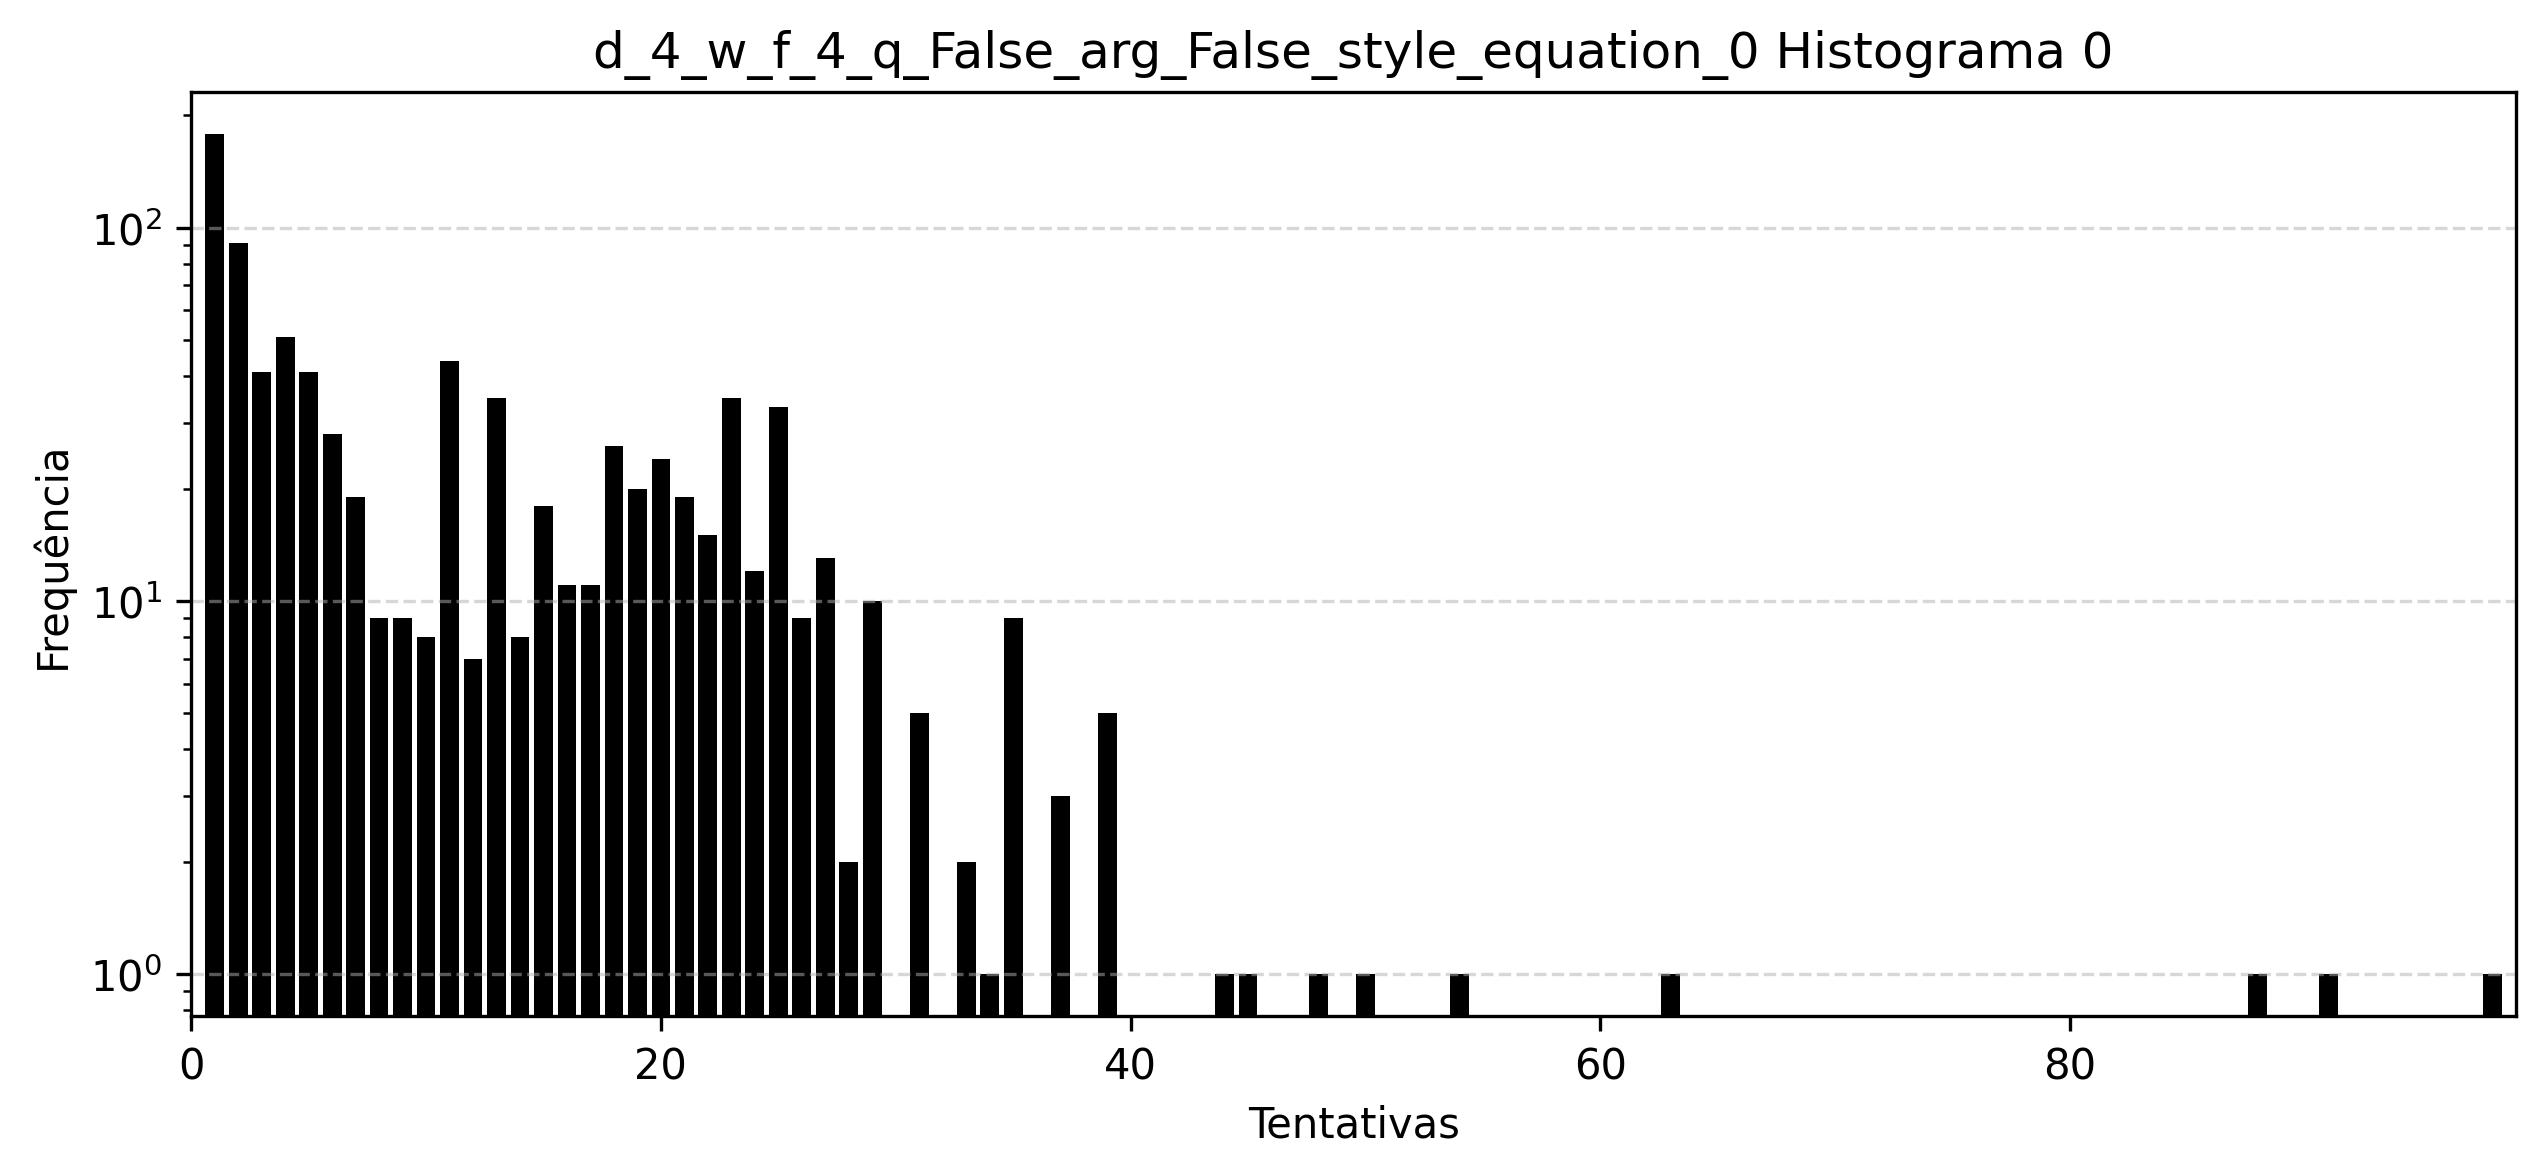 d_4_w_f_4_q_False_arg_False_style_equation_0 Histograma 0
Frequência
10²
10¹
10⁰
0 20 40 60 80
Tentativas